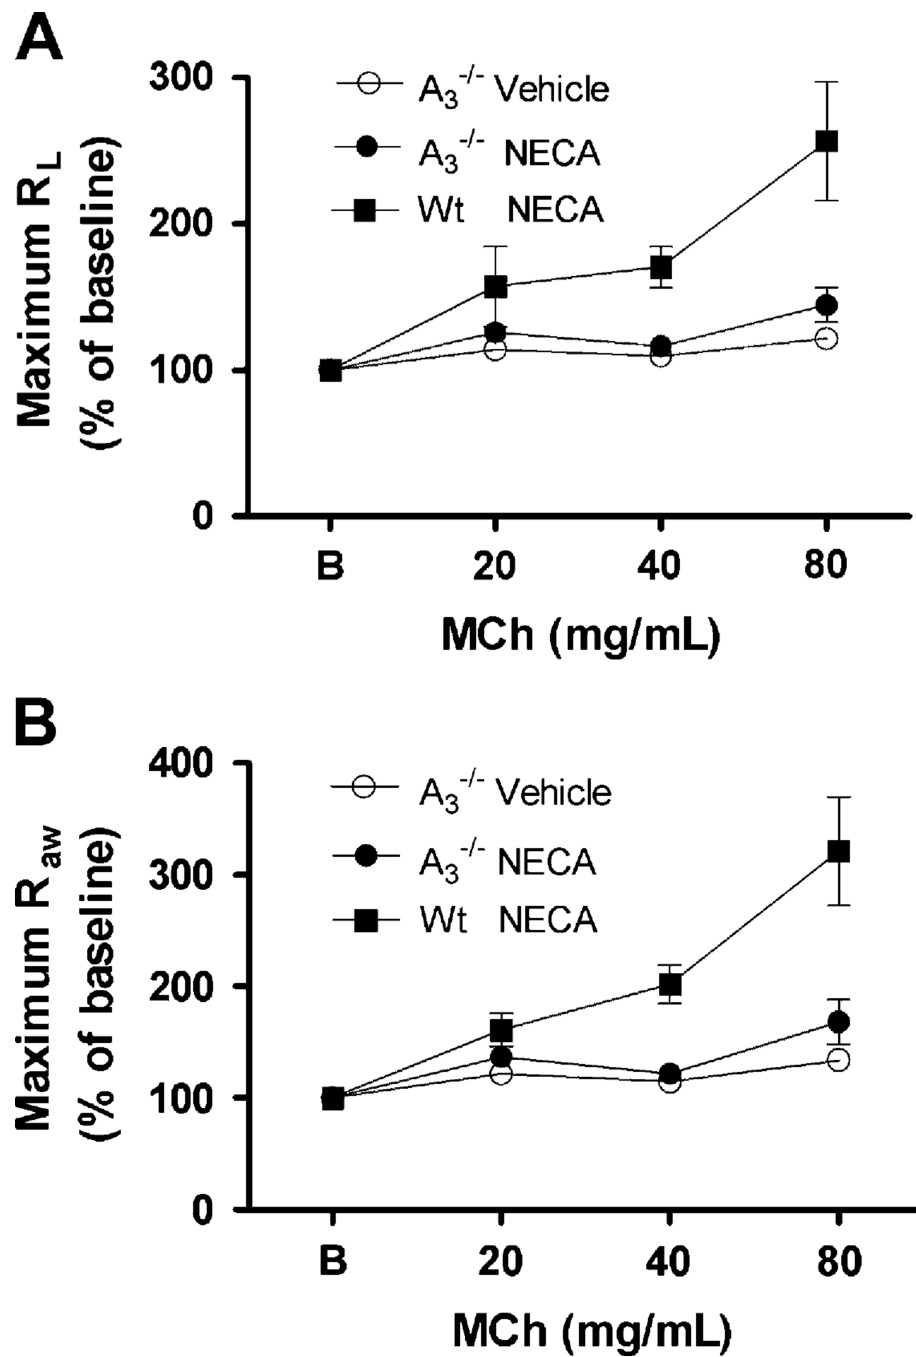 A
Maximum R_L
(% of baseline)
300
200
100
0
A₃⁻/⁻ Vehicle
A₃⁻/⁻ NECA
Wt NECA
B 20 40 80
MCh (mg/mL)
B
Maximum R_aw
(% of baseline)
400
300
200
100
0
A₃⁻/⁻ Vehicle
A₃⁻/⁻ NECA
Wt NECA
B 20 40 80
MCh (mg/mL)